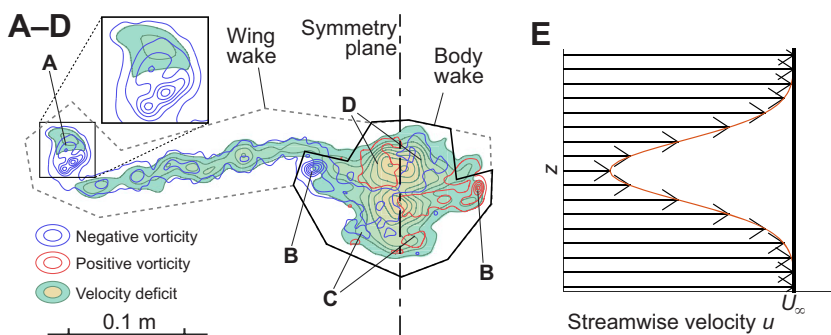 A–D
A
Wing
wake
Symmetry
plane
Body
wake
D
B
B
C
Negative vorticity
Positive vorticity
Velocity deficit
0.1 m
E
z
U∞
Streamwise velocity u